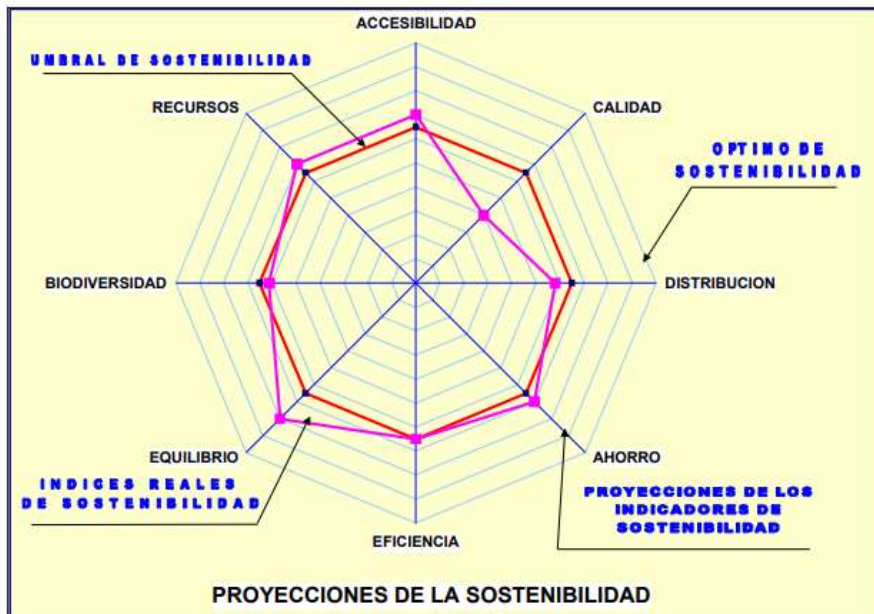 ACCESIBILIDAD
UMBRAL DE SOSTENIBILIDAD
RECURSOS
CALIDAD
OPTIMO DE
SOSTENIBILIDAD
BIODIVERSIDAD
DISTRIBUCION
EQUILIBRIO
AHORRO
INDICES REALES
DE SOSTENIBILIDAD
PROYECCIONES DE LOS
INDICADORES DE
SOSTENIBILIDAD
EFICIENCIA
PROYECCIONES DE LA SOSTENIBILIDAD